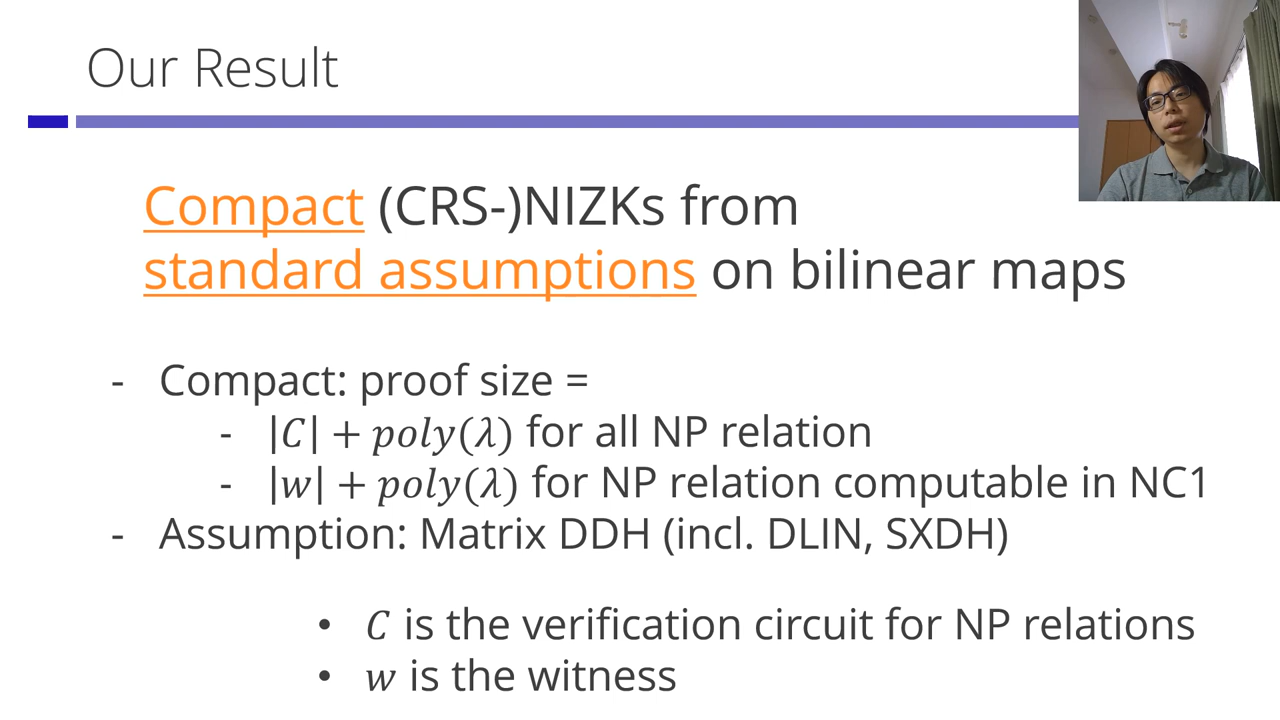 Our Result
Compact (CRS-)NIZKs from
standard assumptions on bilinear maps
- Compact: proof size =
- |C| + poly(λ) for all NP relation
- |w| + poly(λ) for NP relation computable in NC1
- Assumption: Matrix DDH (incl. DLIN, SXDH)
• C is the verification circuit for NP relations
• w is the witness